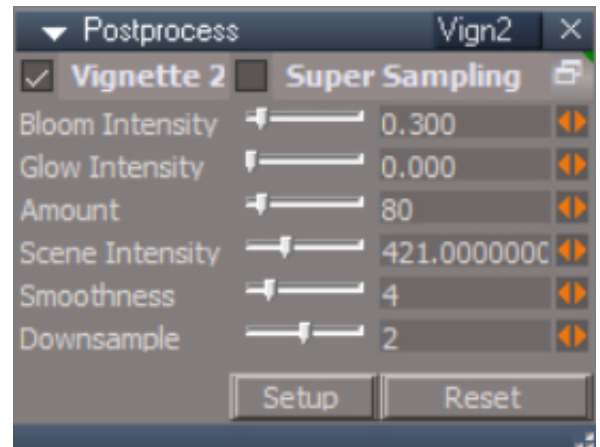 Postprocess Vign2
Vignette 2 Super Sampling
Bloom Intensity 0.300
Glow Intensity 0.000
Amount 80
Scene Intensity 421.0000000
Smoothness 4
Downsample 2
Setup Reset